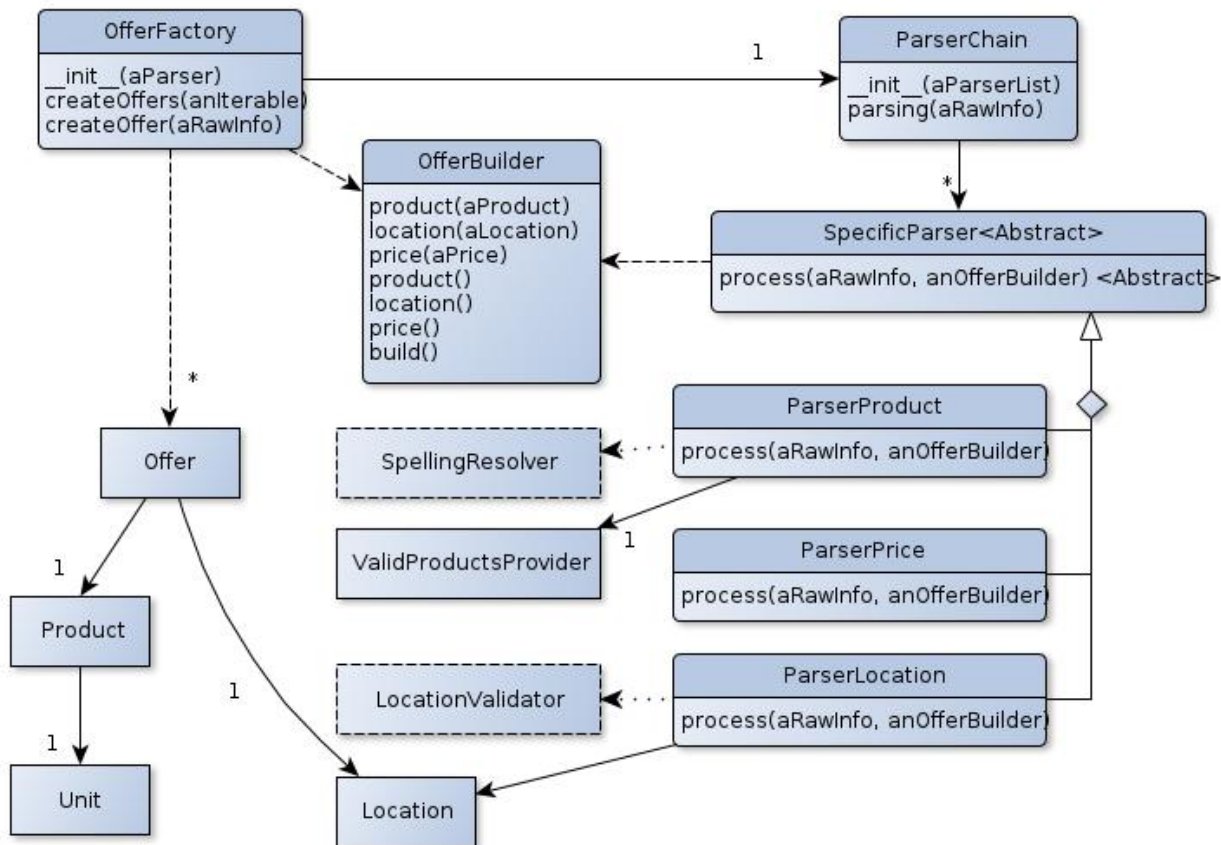 OfferFactory
__init__(aParser)
createOffers(anIterable)
createOffer(aRawInfo)
1
ParserChain
__init__(aParserList)
parsing(aRawInfo)
*
OfferBuilder
product(aProduct)
location(aLocation)
price(aPrice)
product()
location()
price()
build()
SpecificParser<Abstract>
process(aRawInfo, anOfferBuilder) <Abstract>
*
Offer
ParserProduct
process(aRawInfo, anOfferBuilder)
SpellingResolver
1
ValidProductsProvider
ParserPrice
process(aRawInfo, anOfferBuilder)
1
Product
ParserLocation
process(aRawInfo, anOfferBuilder)
LocationValidator
1
1
Unit
Location